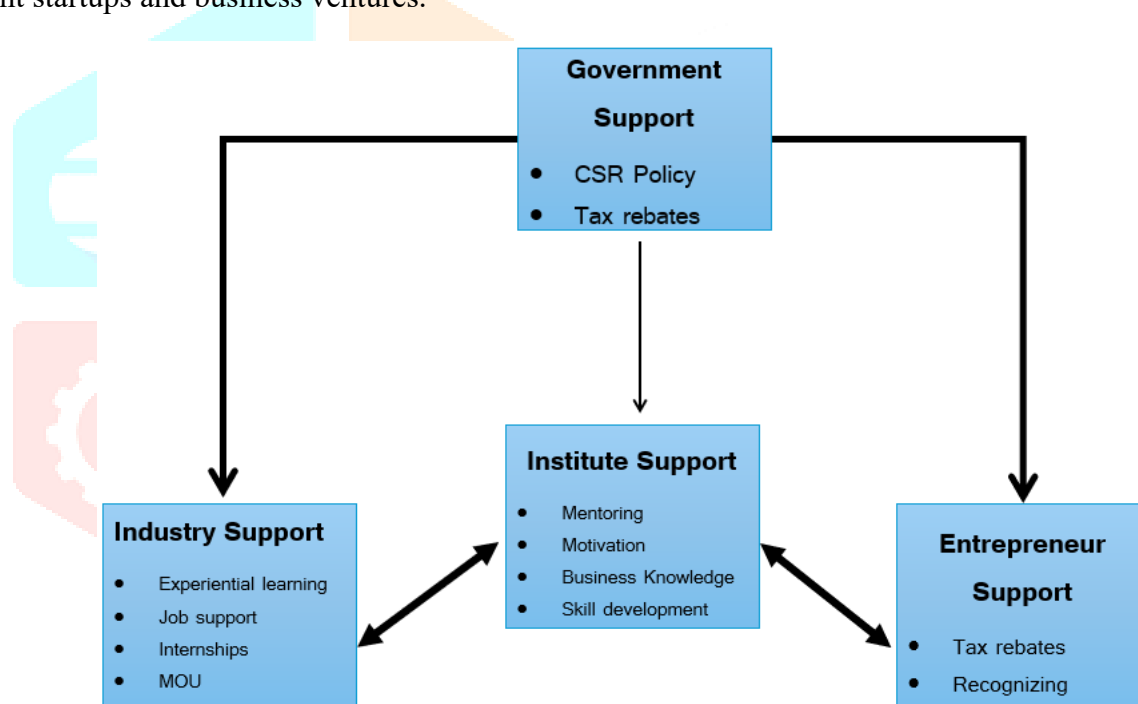 startups and business ventures.
Government
Support
• CSR Policy
• Tax rebates
Institute Support
• Mentoring
• Motivation
• Business Knowledge
• Skill development
Industry Support
• Experiential learning
• Job support
• Internships
• MOU
Entrepreneur
Support
• Tax rebates
• Recognizing